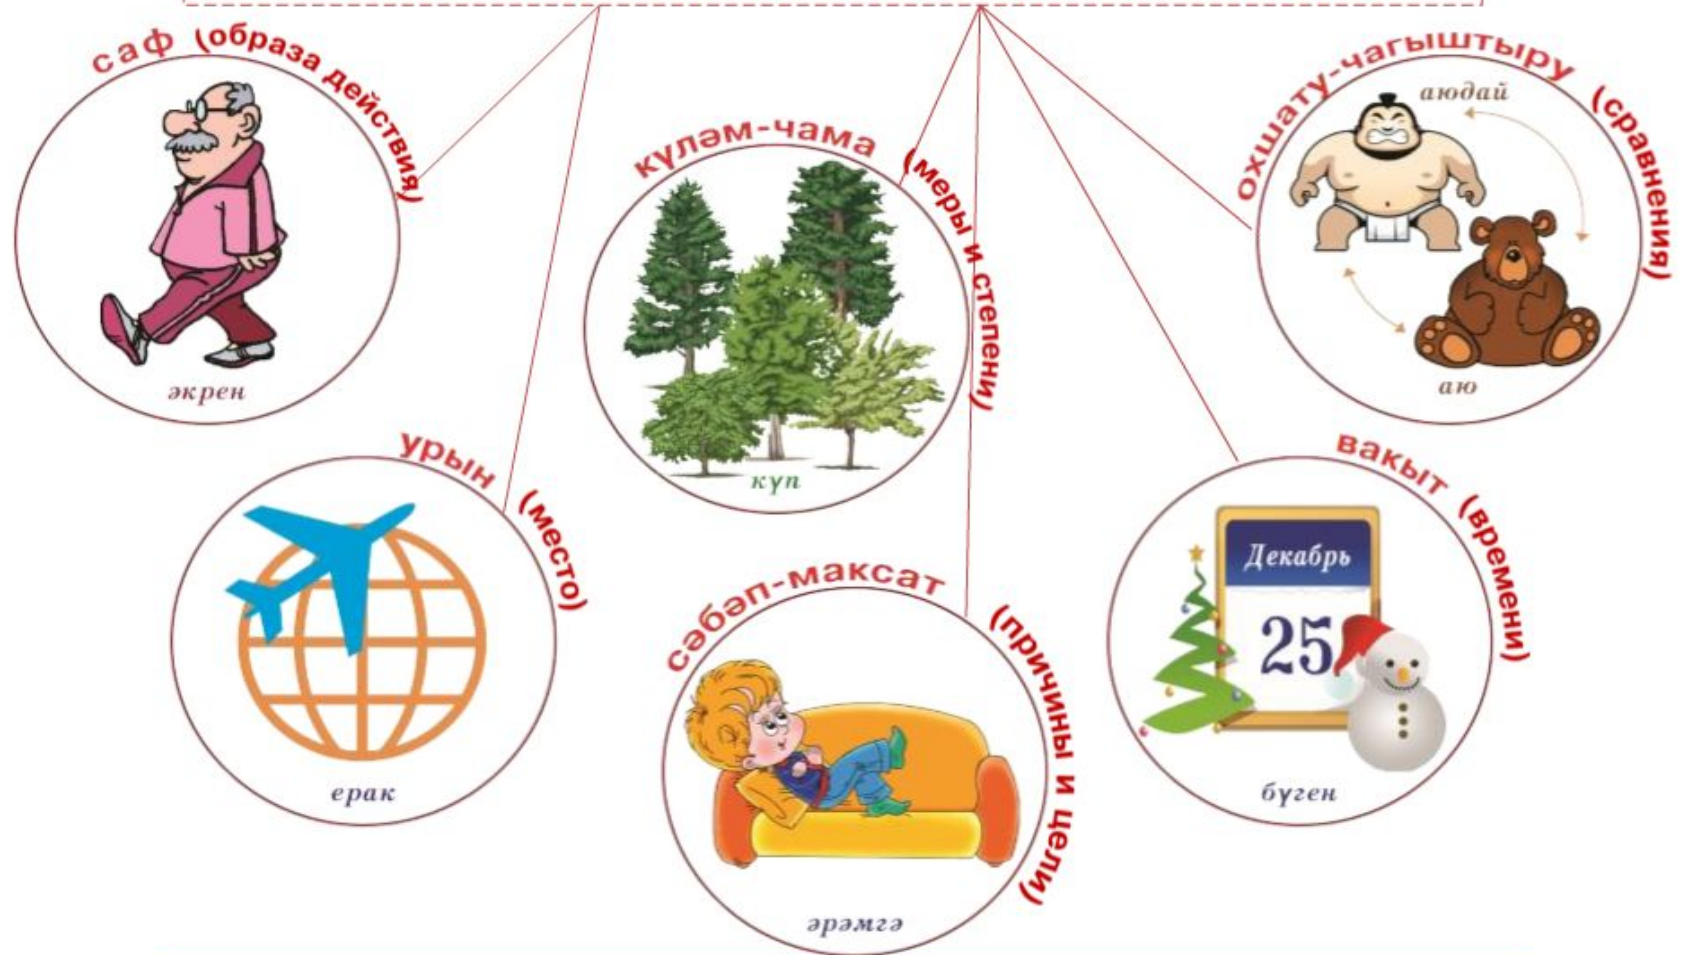 саф (образа действия)
әкрен
күләм-чама (меры и степени)
күп
охшату-чагыштыру (сравнения)
аюдай
аю
урын (место)
ерак
сәбәп-максат (причины и цели)
әрәмгә
вакыт (времени)
Декабрь
25
бүген